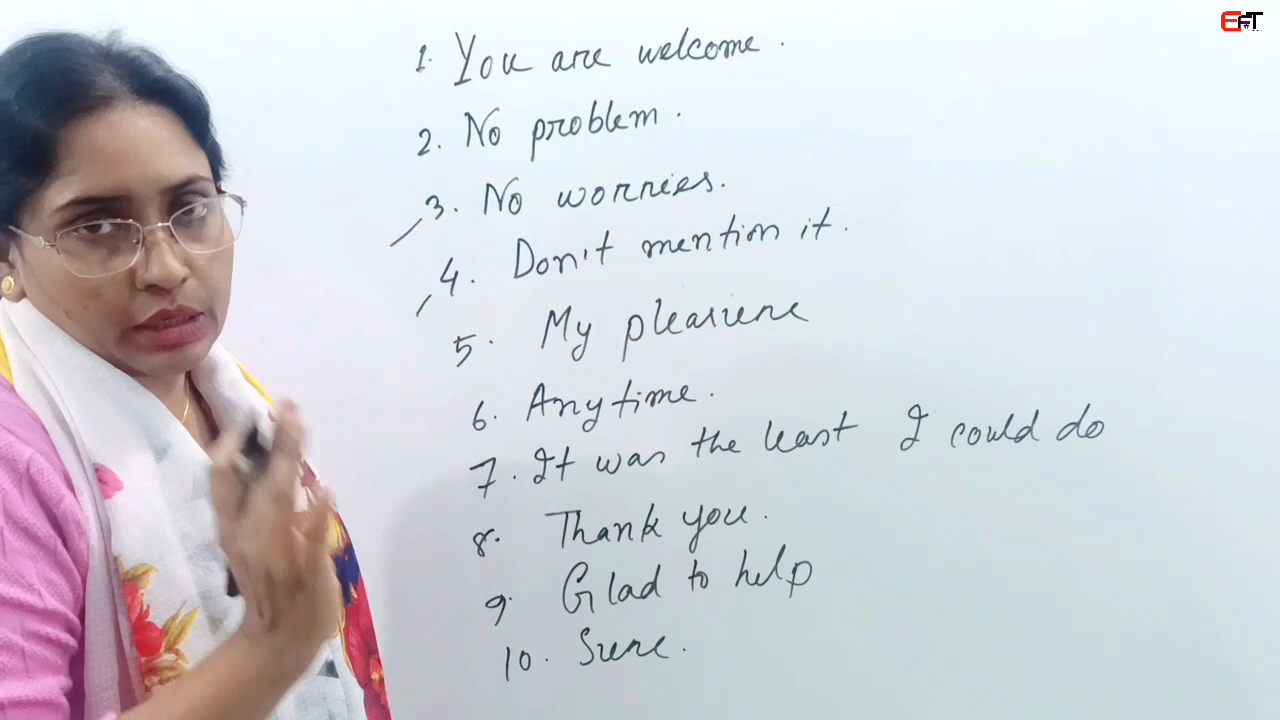 1. You are welcome.
2. No problem.
3. No worries.
4. Don't mention it.
5. My pleasure
6. Anytime.
7. It was the least I could do
8. Thank you.
9. Glad to help
10. Sure.
EFT